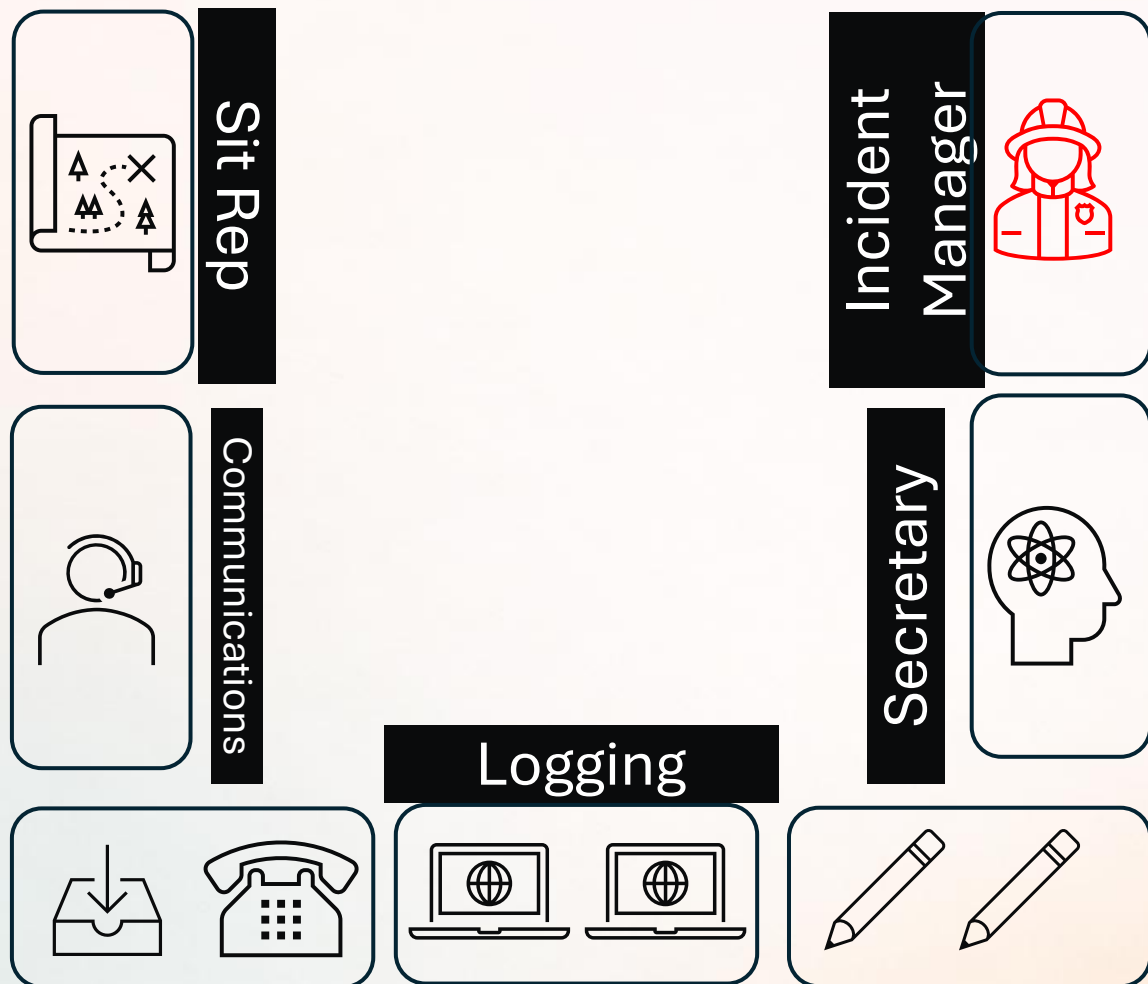 Sit Rep
Incident
Manager
Communications
Secretary
Logging